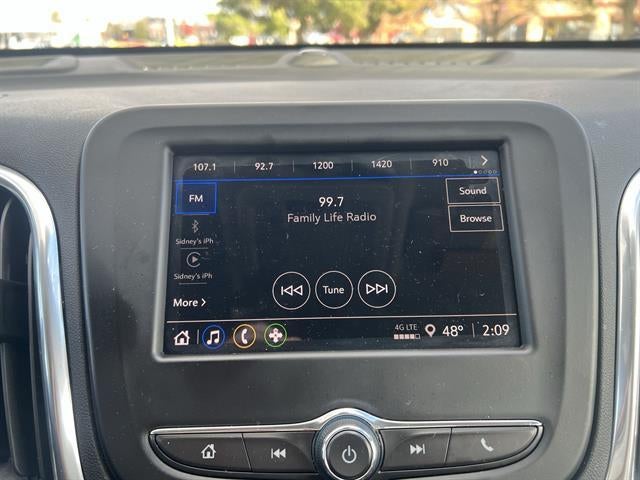 107.1 92.7 1200 1420 910
FM
99.7
Family Life Radio
Sound
Browse
Sidney's iPh
Sidney's iPh
Tune
More
4G LTE 48° 2:09